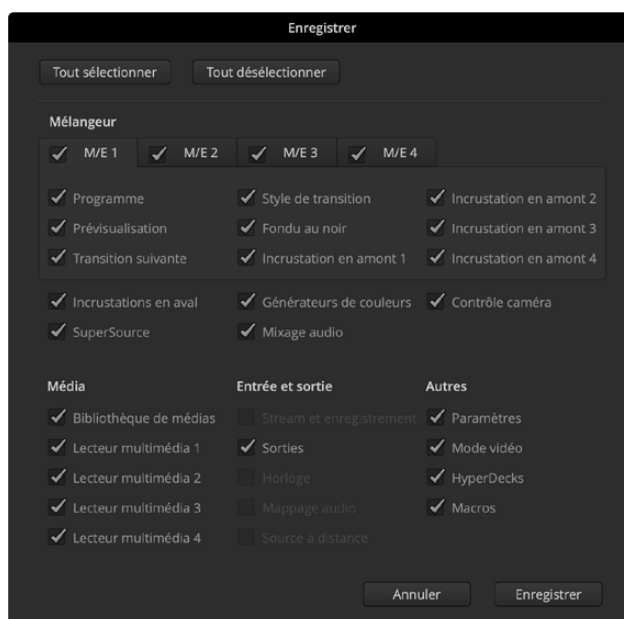 Enregistrer
Tout sélectionner Tout désélectionner
Mélangeur
M/E 1 M/E 2 M/E 3 M/E 4
Programme Style de transition Incrustation en amont 2
Prévisualisation Fondu au noir Incrustation en amont 3
Transition suivante Incrustation en amont 1 Incrustation en amont 4
Incrustations en aval Générateurs de couleurs Contrôle caméra
SuperSource Mixage audio
Média Entrée et sortie Autres
Bibliothèque de médias Stream et enregistrement Paramètres
Lecteur multimédia 1 Sorties Mode vidéo
Lecteur multimédia 2 Horloge HyperDecks
Lecteur multimédia 3 Mappage audio Macros
Lecteur multimédia 4 Source à distance
Annuler Enregistrer